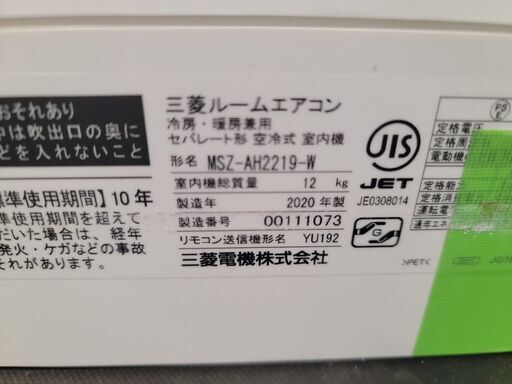 おそれあり
中は吹出口の奥に
どを入れないこと
標準使用期間】10年
準使用期間を超えて
だいた場合は、経年
発火・ケガなどの事故
それがあります。
三菱ルームエアコン
冷房・暖房兼用
セパレート形 空冷式 室内機
形名 MSZ-AH2219-W
室内機総質量 12 kg
製造年 2020 年製
製造番号 00111073
リモコン送信機形名 YU192
三菱電機株式会社
JIS
JET
JE0308014
G
>PET<
PS
E
定格電圧
定格周
電動機
定格能
定格消
運転電
通年エネ